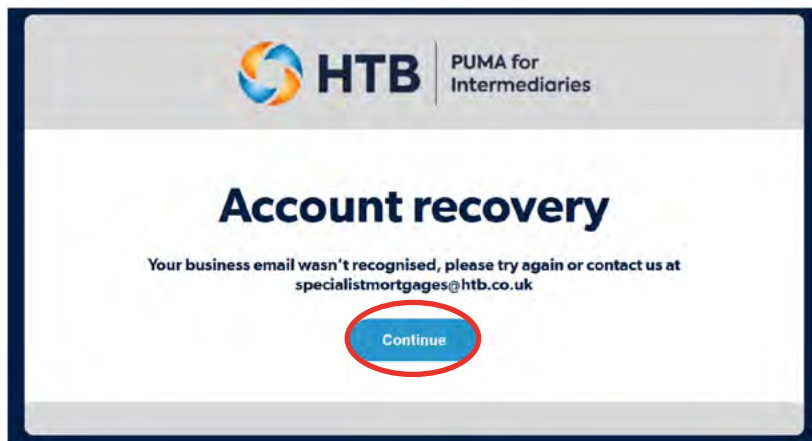 HTB
PUMA for
Intermediaries
Account recovery
Your business email wasn't recognised, please try again or contact us at
specialistmortgages@htb.co.uk
Continue